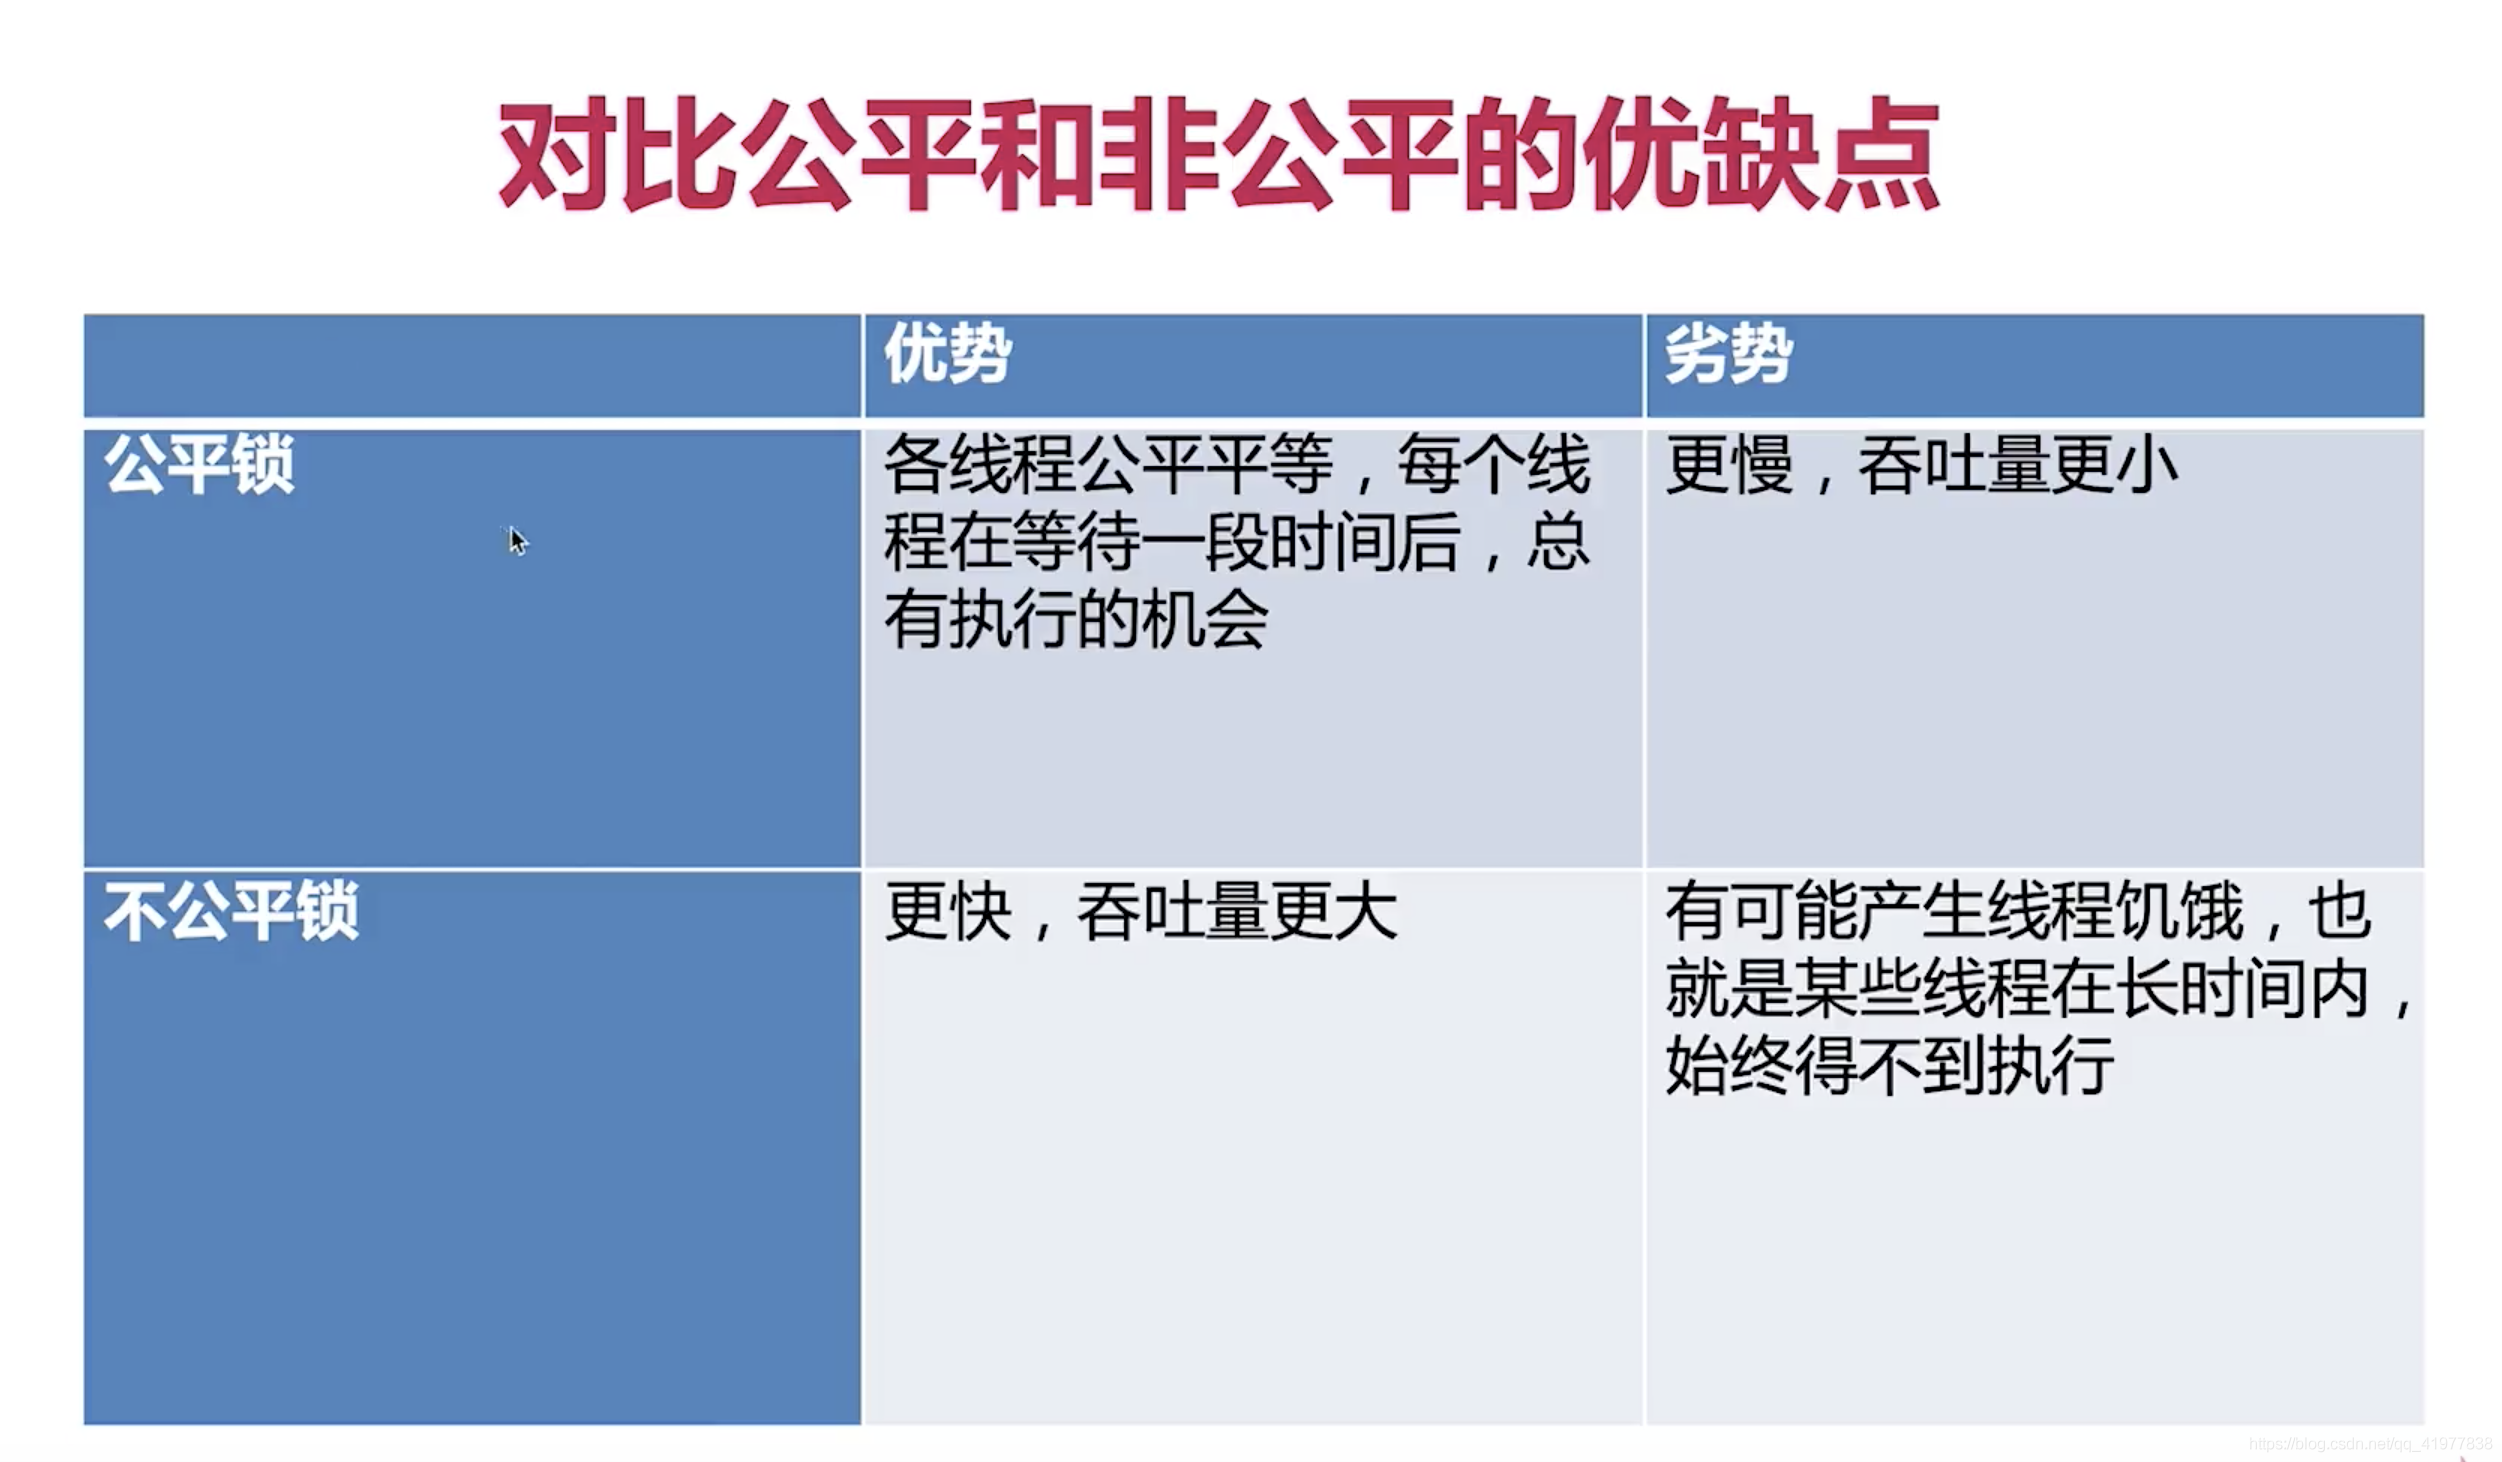 对比公平和非公平的优缺点
优势
劣势
公平锁
各线程公平平等，每个线
程在等待一段时间后，总
有执行的机会
更慢，吞吐量更小
不公平锁
更快，吞吐量更大
有可能产生线程饥饿，也
就是某些线程在长时间内，
始终得不到执行
https://blog.csdn.net/qq_41977838